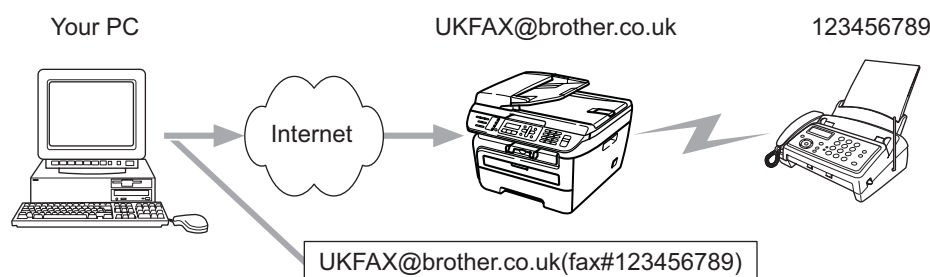 Your PC
UKFAX@brother.co.uk
123456789
Internet
UKFAX@brother.co.uk(fax#123456789)